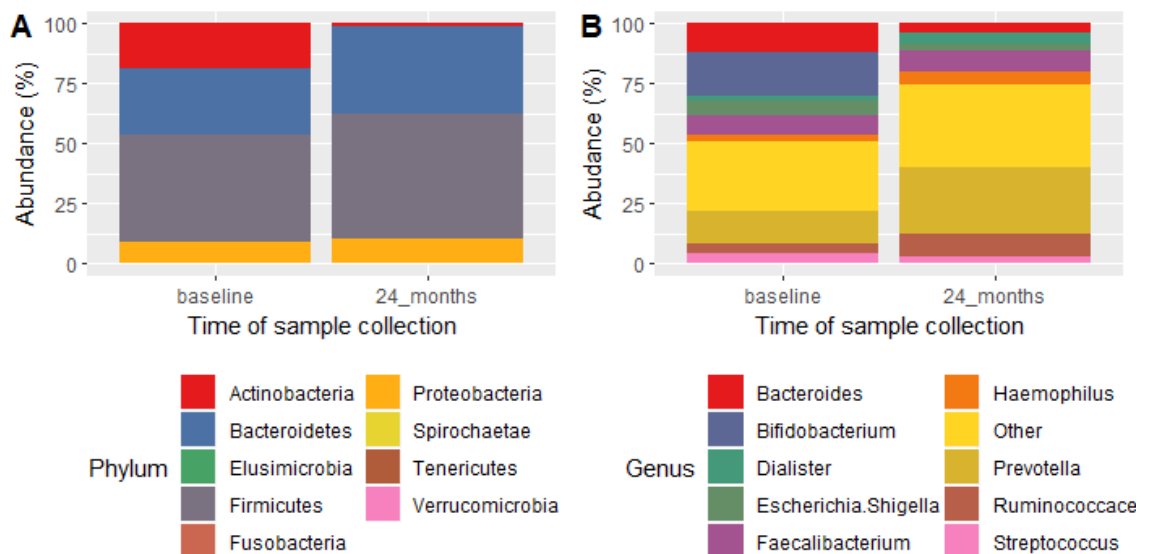 A
Abundance (%)
100
75
50
25
0
baseline
24_months
Time of sample collection
Phylum
Actinobacteria
Bacteroidetes
Elusimicrobia
Firmicutes
Fusobacteria
Proteobacteria
Spirochaetae
Tenericutes
Verrucomicrobia
B
Abudance (%)
100
75
50
25
0
baseline
24_months
Time of sample collection
Genus
Bacteroides
Bifidobacterium
Dialister
Escherichia.Shigella
Faecalibacterium
Haemophilus
Other
Prevotella
Ruminococcace
Streptococcus